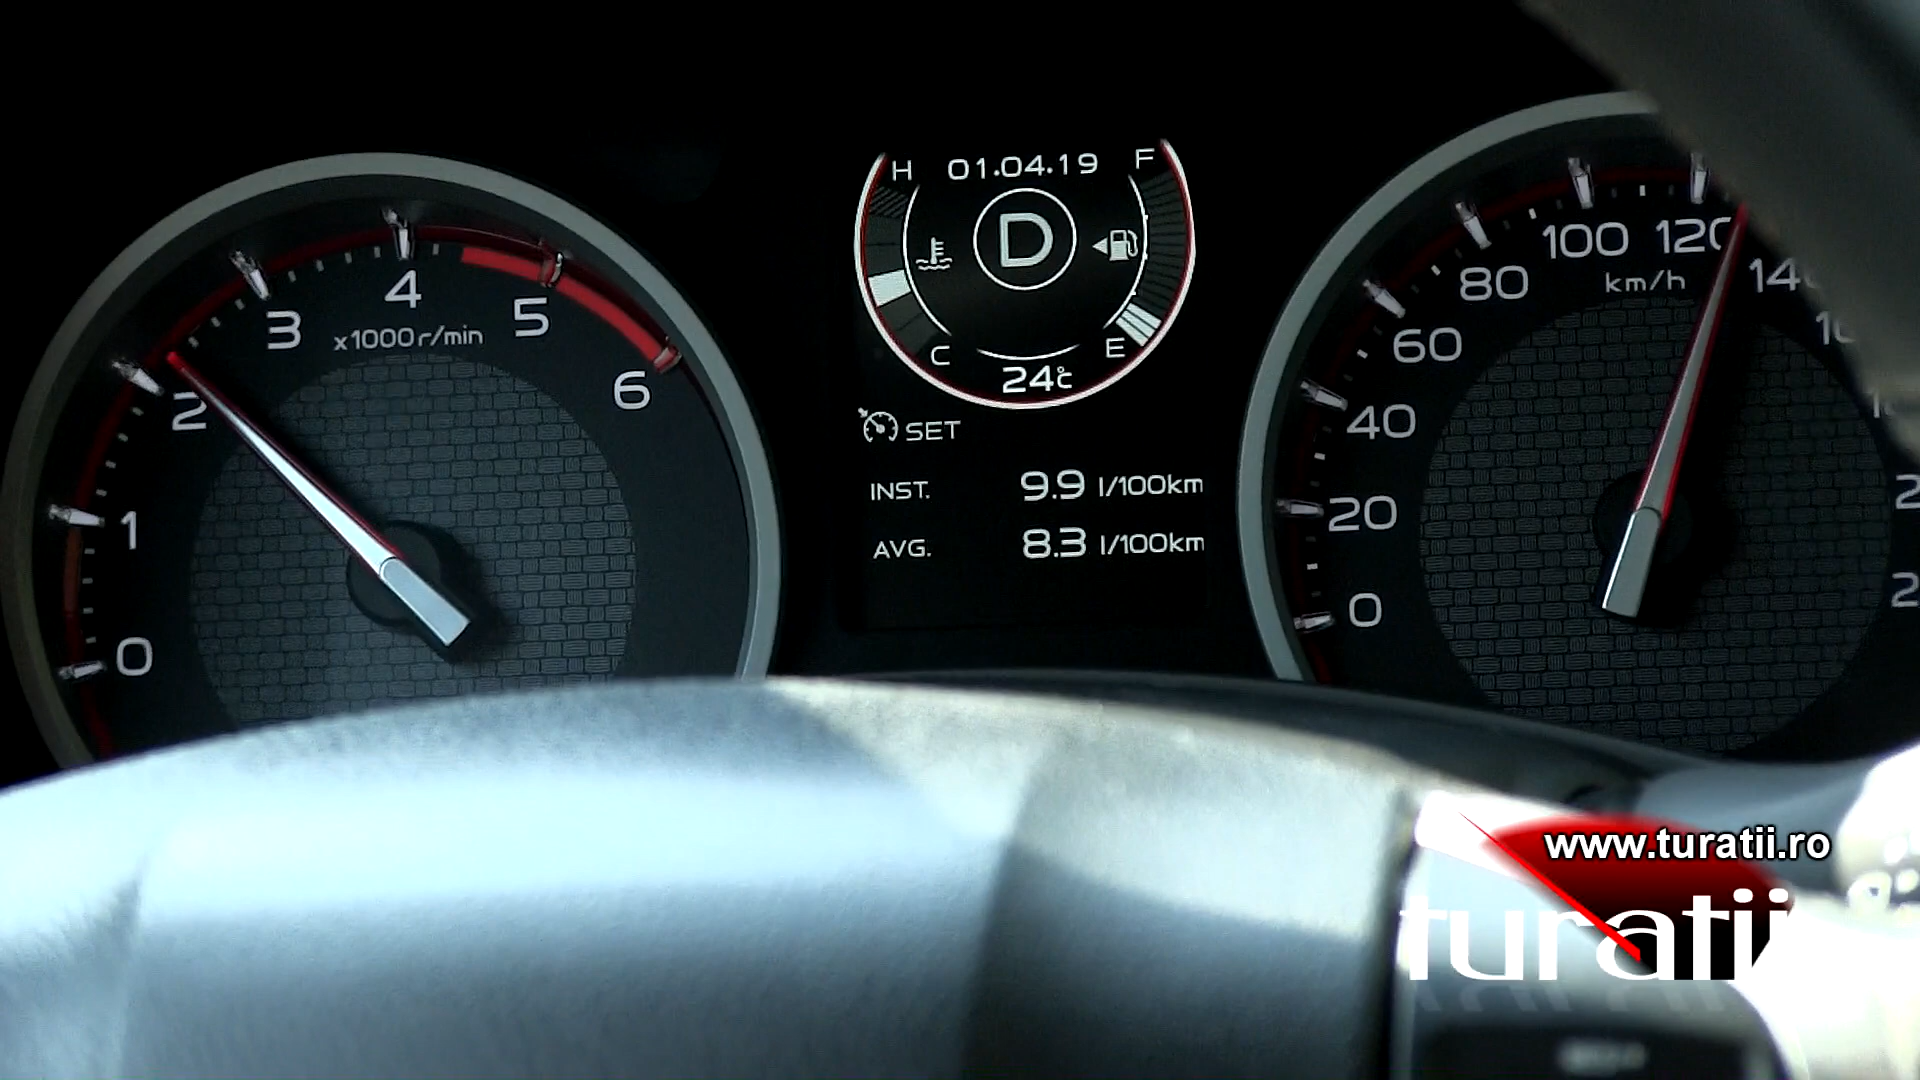 H 01.04.19 F
D
C E
24℃
SET
INST. 9.9 l/100km
AVG. 8.3 l/100km
0
1
2
3
4
5
6
x1000r/min
0
20
40
60
80
100
120
km/h
www.turatii.ro
turatii